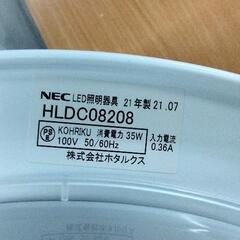 NEC LED照明器具 21年製 21.07
HLDC08208
PS E KOHRIKU 消費電力 35W 入力電流
100V 50/60Hz 0.36A
株式会社ホタルクス